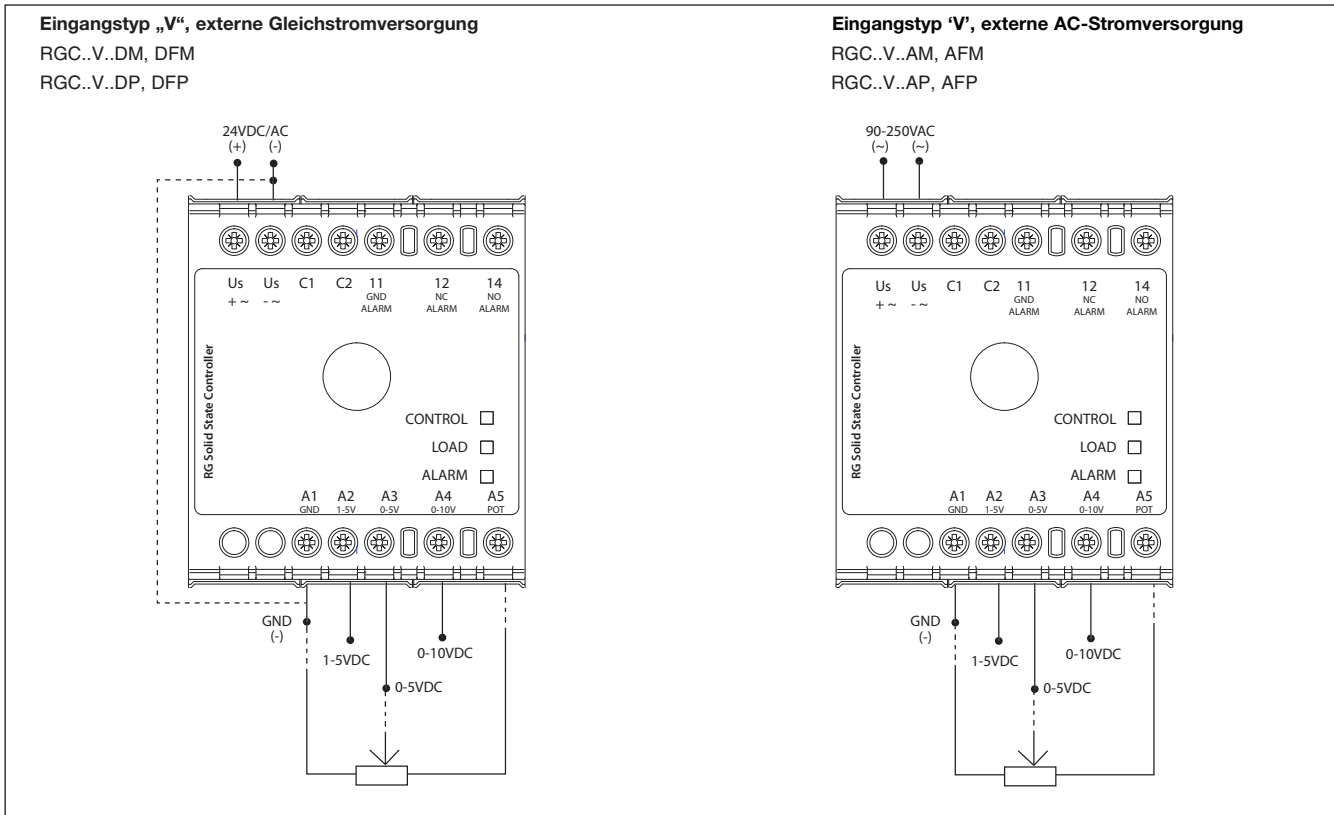 Eingangstyp „V“, externe Gleichstromversorgung
RGC..V..DM, DFM
RGC..V..DP, DFP
24VDC/AC
(+) (-)
Us Us C1 C2 11 12 14
+ ~ - ~ GND NC NO
ALARM ALARM ALARM
RG Solid State Controller
CONTROL
LOAD
ALARM
A1 A2 A3 A4 A5
GND 1-5V 0-5V 0-10V POT
GND
(-)
1-5VDC
0-10VDC
0-5VDC
Eingangstyp ‘V’, externe AC-Stromversorgung
RGC..V..AM, AFM
RGC..V..AP, AFP
90-250VAC
(~) (~)
Us Us C1 C2 11 12 14
+ ~ - ~ GND NC NO
ALARM ALARM ALARM
RG Solid State Controller
CONTROL
LOAD
ALARM
A1 A2 A3 A4 A5
GND 1-5V 0-5V 0-10V POT
GND
(-)
1-5VDC
0-10VDC
0-5VDC